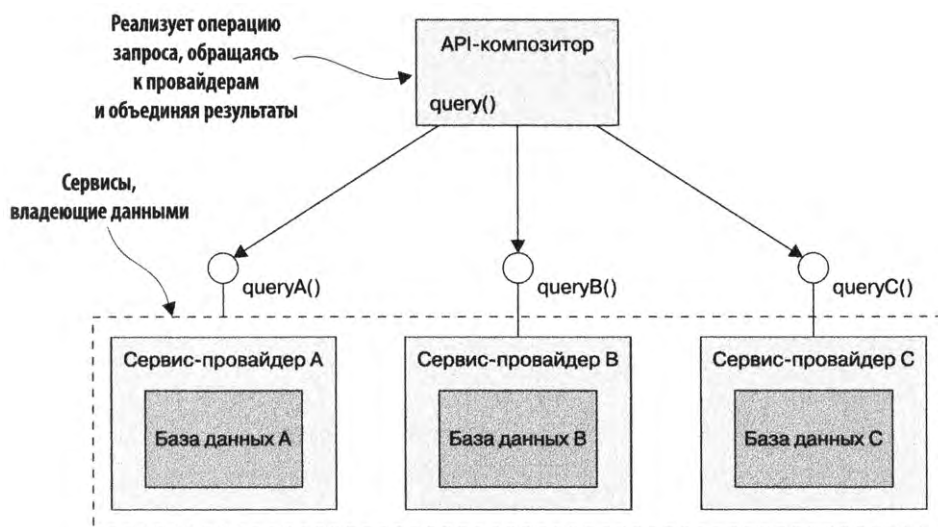 Реализует операцию
запроса, обращаясь
к провайдерам
и объединяя результаты
API-композитор
query()
Сервисы,
владеющие данными
queryA()
queryB()
queryC()
Сервис-провайдер A
Сервис-провайдер B
Сервис-провайдер C
База данных A
База данных B
База данных C